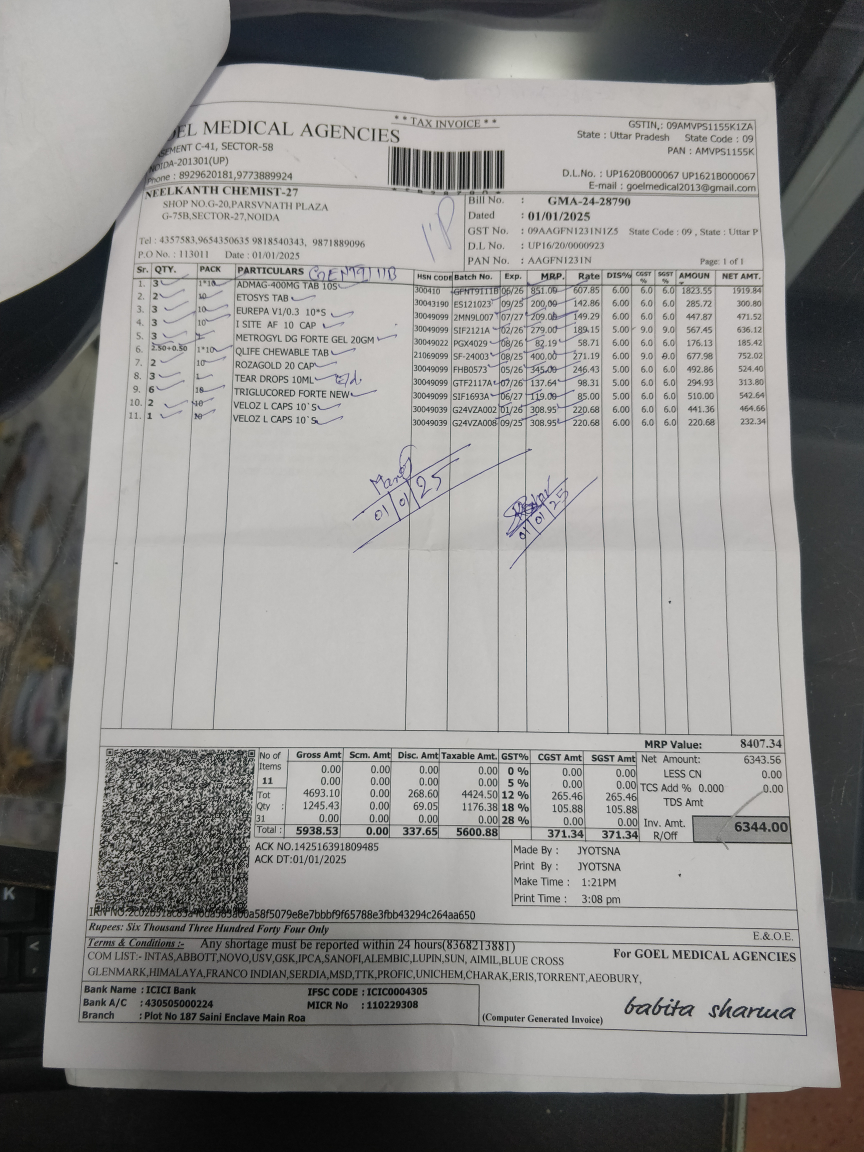 ** TAX INVOICE **
GOEL MEDICAL AGENCIES
C-41, SECTOR-58
NOIDA-201301(UP)
Phone : 8929620181,9773889924
GSTIN,: 09AMVPS1155K1ZA
State : Uttar Pradesh State Code : 09
PAN : AMVPS1155K
D.L.No. : UP1620B000067 UP1621B000067
E-mail : goelmedical2013@gmail.com
NEELKANTH CHEMIST-27
SHOP NO.G-20,PARSVNATH PLAZA
G-75B,SECTOR-27,NOIDA
Tel : 4357583,9654350635 9818540343, 9871889096
P.O No. : 113011 Date : 01/01/2025
Bill No. : GMA-24-28790
Dated : 01/01/2025
GST No. : 09AAGFN1231N1Z5 State Code : 09 , State : Uttar P
D.L No. : UP16/20/0000923
PAN No. : AAGFN1231N Page: 1 of 1
Sr. QTY. PACK PARTICULARS HSN CODE Batch No. Exp. MRP. Rate DIS% CGST % SGST % AMOUN NET AMT.
1. 3 1*10 ADMAG-400MG TAB 10S 300410 GFNT9111B 06/26 851.00 607.85 6.00 6.0 6.0 1823.55 1919.84
2. 2 10 ETOSYS TAB 30043190 ES121023 09/25 200.00 142.86 6.00 6.0 6.0 285.72 300.80
3. 3 10 EUREPA V1/0.3 10*S 30049099 2MN9L007 07/27 209.00 149.29 6.00 6.0 6.0 447.87 471.52
4. 3 10 I SITE AF 10 CAP 30049099 SIF2121A 02/26 279.00 189.15 5.00 9.0 9.0 567.45 636.12
5. 3 1 METROGYL DG FORTE GEL 20GM 30049022 PGX4029 08/26 82.19 58.71 6.00 6.0 6.0 176.13 185.42
6. 2.50+0.50 1*10 QLIFE CHEWABLE TAB 21069099 SF-24003 08/25 400.00 271.19 6.00 9.0 9.0 677.98 752.02
7. 2 10 ROZAGOLD 20 CAP 30049099 FHB0573 05/26 345.00 246.43 5.00 6.0 6.0 492.86 524.40
8. 3 1 TEAR DROPS 10ML 30049099 GTF2117A 07/26 137.64 98.31 5.00 6.0 6.0 294.93 313.80
9. 6 TRIGLUCORED FORTE NEW 30049099 SIF1693A 06/27 119.00 85.00 5.00 6.0 6.0 510.00 542.64
10. 2 10 VELOZ L CAPS 10`S 30049039 G24VZA002 01/26 308.95 220.68 6.00 6.0 6.0 441.36 464.66
11. 1 10 VELOZ L CAPS 10`S 30049039 G24VZA008 09/25 308.95 220.68 6.00 6.0 6.0 220.68 232.34
01/01/25
01/01/25
MRP Value: 8407.34
No of Items 11 Tot Qty : 31
Gross Amt Scm. Amt Disc. Amt Taxable Amt. GST% CGST Amt SGST Amt
0.00 0.00 0.00 0.00 0 % 0.00 0.00
0.00 0.00 0.00 0.00 5 % 0.00 0.00
4693.10 0.00 268.60 4424.50 12 % 265.46 265.46
1245.43 0.00 69.05 1176.38 18 % 105.88 105.88
0.00 0.00 0.00 0.00 28 % 0.00 0.00
Total : 5938.53 0.00 337.65 5600.88 371.34 371.34
Net Amount: 6343.56
LESS CN 0.00
TCS Add % 0.000 0.00
TDS Amt
Inv. Amt. R/Off 6344.00
ACK NO.142516391809485
ACK DT:01/01/2025
Made By : JYOTSNA
Print By : JYOTSNA
Make Time : 1:21PM
Print Time : 3:08 pm
Rupees: Six Thousand Three Hundred Forty Four Only
E.& O.E.
Terms & Conditions :- Any shortage must be reported within 24 hours(8368213881)
COM LIST:- INTAS,ABBOTT,NOVO,USV,GSK,IPCA,SANOFI,ALEMBIC,LUPIN,SUN, AIMIL,BLUE CROSS
GLENMARK,HIMALAYA,FRANCO INDIAN,SERDIA,MSD,TTK,PROFIC,UNICHEM,CHARAK,ERIS,TORRENT,AEOBURY,
For GOEL MEDICAL AGENCIES
Bank Name : ICICI Bank IFSC CODE : ICIC0004305
Bank A/C : 430505000224 MICR No : 110229308
Branch : Plot No 187 Saini Enclave Main Roa
(Computer Generated Invoice)
babita sharma